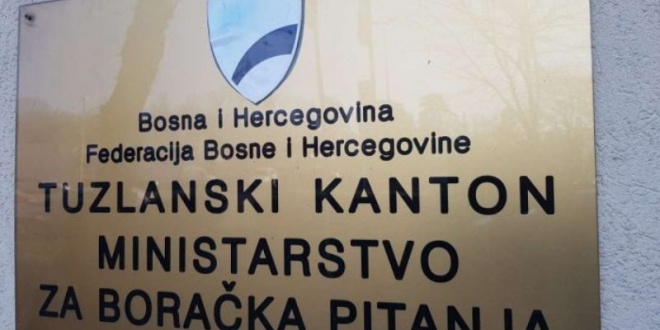 Bosna i Hercegovina
Federacija Bosne i Hercegovine
TUZLANSKI KANTON
MINISTARSTVO
ZA BORAČKA PITANJA